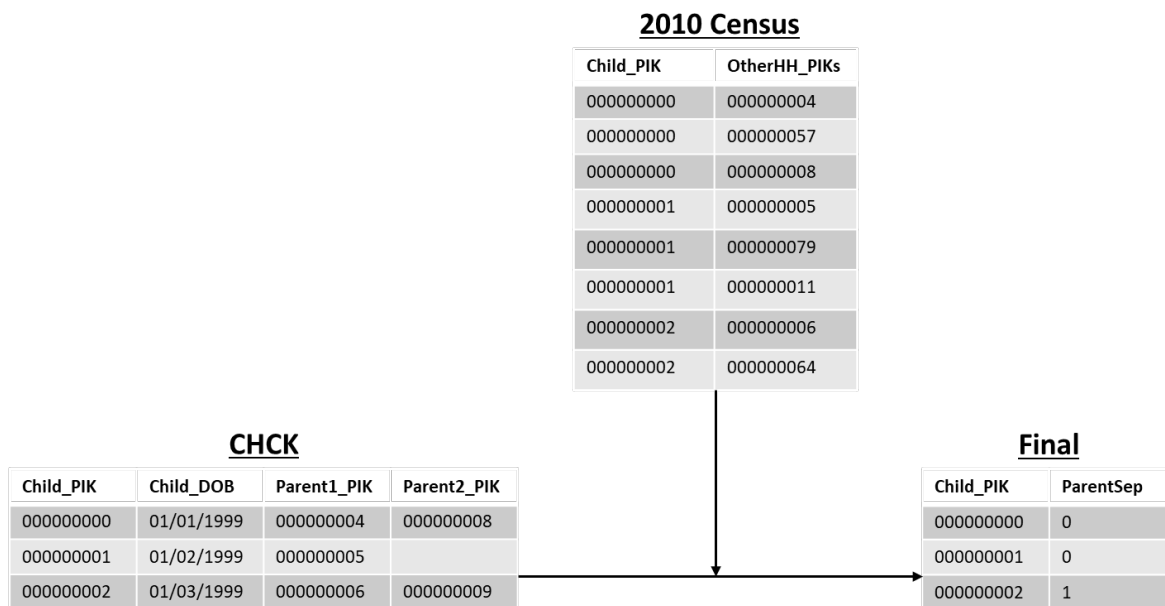 2010 Census
Child_PIK OtherHH_PIKs
000000000 000000004
000000000 000000057
000000000 000000008
000000001 000000005
000000001 000000079
000000001 000000011
000000002 000000006
000000002 000000064
CHCK
Child_PIK Child_DOB Parent1_PIK Parent2_PIK
000000000 01/01/1999 000000004 000000008
000000001 01/02/1999 000000005
000000002 01/03/1999 000000006 000000009
Final
Child_PIK ParentSep
000000000 0
000000001 0
000000002 1